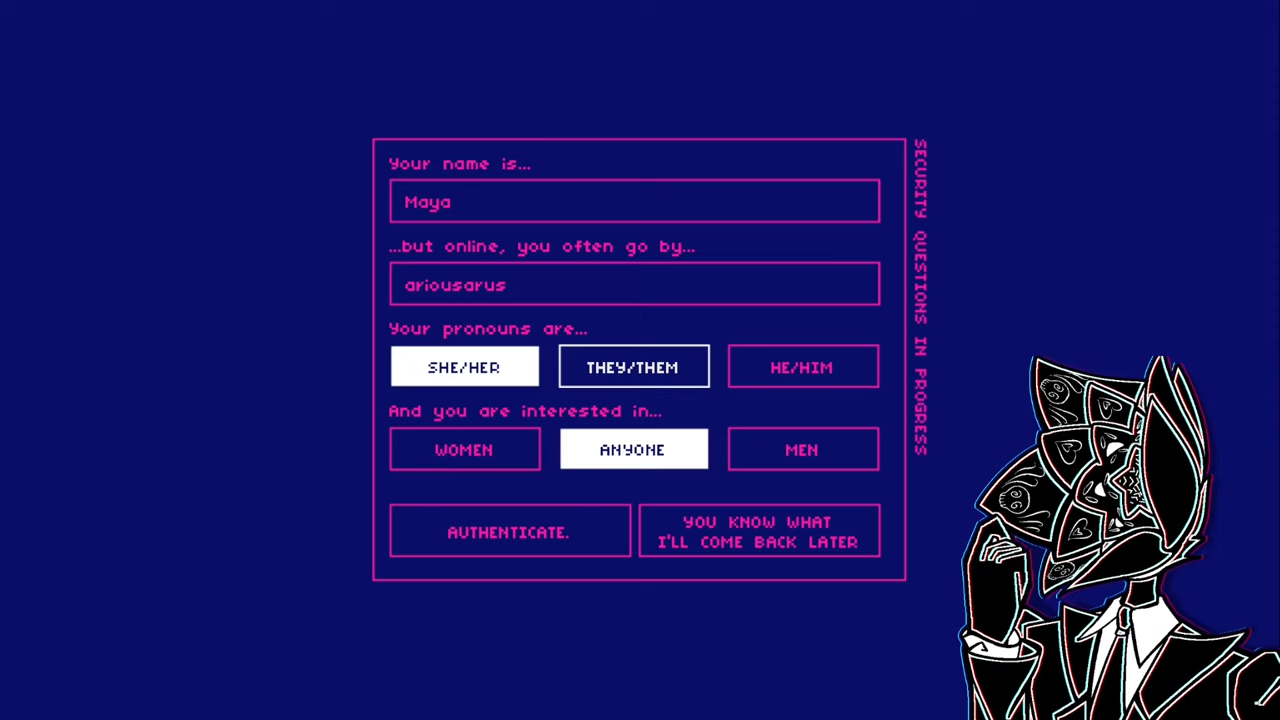 Your name is...
Maya
...but online, you often go by...
ariousarus
Your pronouns are...
SHE/HER
THEY/THEM
HE/HIM
And you are interested in...
WOMEN
ANYONE
MEN
AUTHENTICATE.
YOU KNOW WHAT
I'LL COME BACK LATER
SECURITY QUESTIONS IN PROGRESS